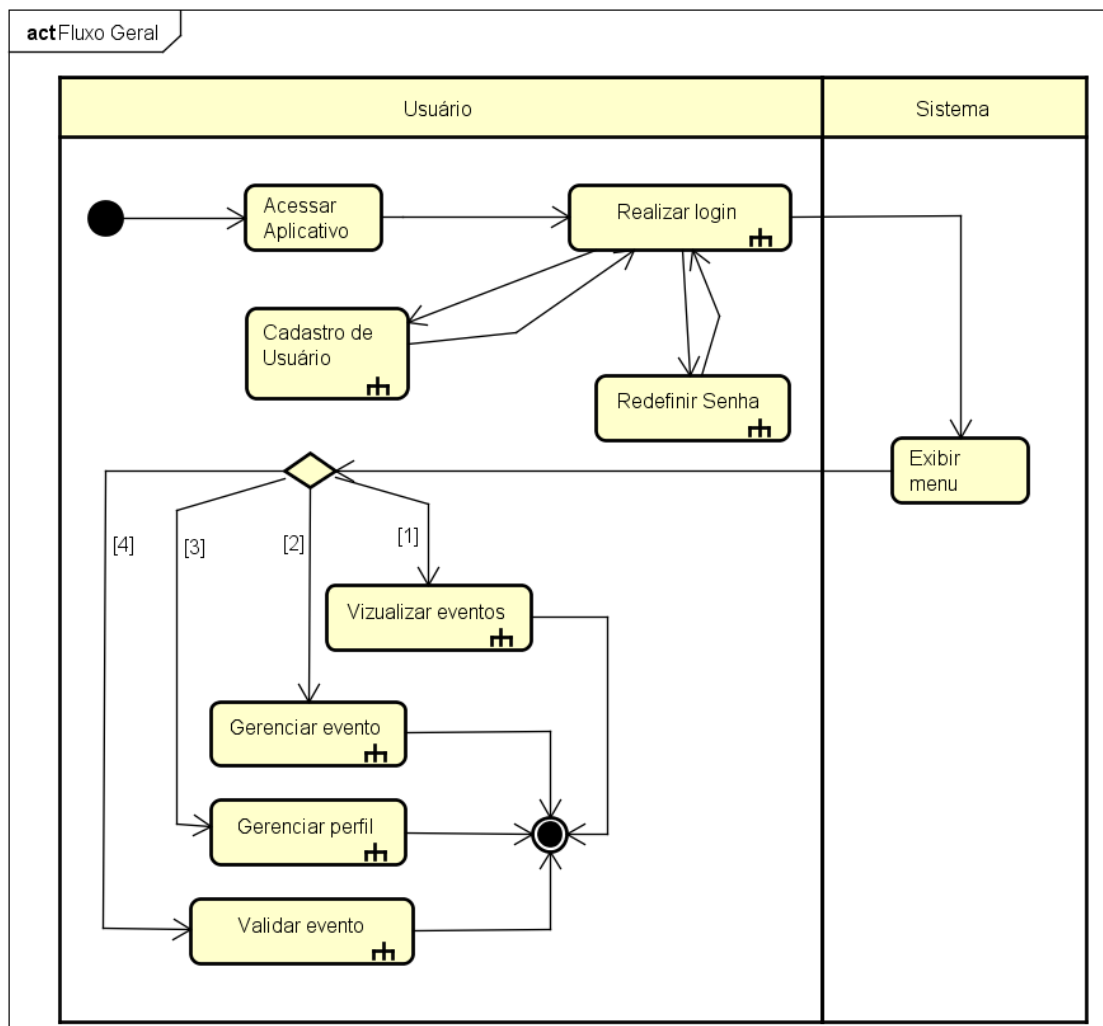 act Fluxo Geral
Usuário
Sistema
Acessar
Aplicativo
Realizar login
Cadastro de
Usuário
Redefinir Senha
Exibir
menu
[4]
[3]
[2]
[1]
Vizualizar eventos
Gerenciar evento
Gerenciar perfil
Validar evento